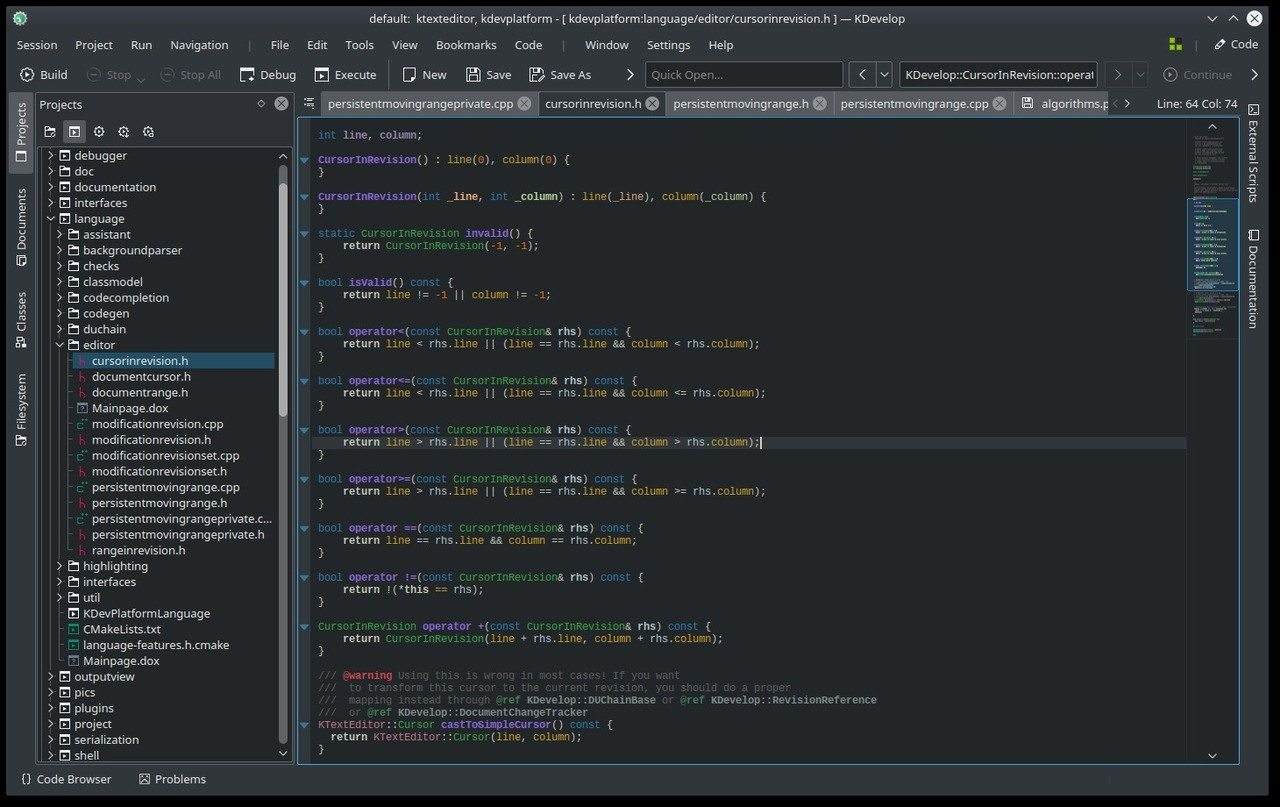 default: ktexteditor, kdevplatform - [ kdevplatform:language/editor/cursorinrevision.h ] — KDevelop
Session Project Run Navigation | File Edit Tools View Bookmarks Code | Window Settings Help Code
Build Stop Stop All Debug Execute New Save Save As Quick Open... KDevelop::CursorInRevision::operat Continue
Projects
Documents
Classes
Filesystem
Projects
debugger
doc
documentation
interfaces
language
assistant
backgroundparser
checks
classmodel
codecompletion
codegen
duchain
editor
cursorinrevision.h
documentcursor.h
documentrange.h
Mainpage.dox
modificationrevision.cpp
modificationrevision.h
modificationrevisionset.cpp
modificationrevisionset.h
persistentmovingrange.cpp
persistentmovingrange.h
persistentmovingrangeprivate.c...
persistentmovingrangeprivate.h
rangeinrevision.h
highlighting
interfaces
util
KDevPlatformLanguage
CMakeLists.txt
language-features.h.cmake
Mainpage.dox
outputview
pics
plugins
project
serialization
shell
persistentmovingrangeprivate.cpp cursorinrevision.h persistentmovingrange.h persistentmovingrange.cpp algorithms.p Line: 64 Col: 74
int line, column;
CursorInRevision() : line(0), column(0) {
}
CursorInRevision(int _line, int _column) : line(_line), column(_column) {
}
static CursorInRevision invalid() {
return CursorInRevision(-1, -1);
}
bool isValid() const {
return line != -1 || column != -1;
}
bool operator<(const CursorInRevision& rhs) const {
return line < rhs.line || (line == rhs.line && column < rhs.column);
}
bool operator<=(const CursorInRevision& rhs) const {
return line < rhs.line || (line == rhs.line && column <= rhs.column);
}
bool operator>(const CursorInRevision& rhs) const {
return line > rhs.line || (line == rhs.line && column > rhs.column);
}
bool operator>=(const CursorInRevision& rhs) const {
return line > rhs.line || (line == rhs.line && column >= rhs.column);
}
bool operator ==(const CursorInRevision& rhs) const {
return line == rhs.line && column == rhs.column;
}
bool operator !=(const CursorInRevision& rhs) const {
return !(*this == rhs);
}
CursorInRevision operator +(const CursorInRevision& rhs) const {
return CursorInRevision(line + rhs.line, column + rhs.column);
}
/// @warning Using this is wrong in most cases! If you want
/// to transform this cursor to the current revision, you should do a proper
/// mapping instead through @ref KDevelop::DUChainBase or @ref KDevelop::RevisionReference
/// or @ref KDevelop::DocumentChangeTracker
KTextEditor::Cursor castToSimpleCursor() const {
return KTextEditor::Cursor(line, column);
}
External Scripts
Documentation
Code Browser Problems